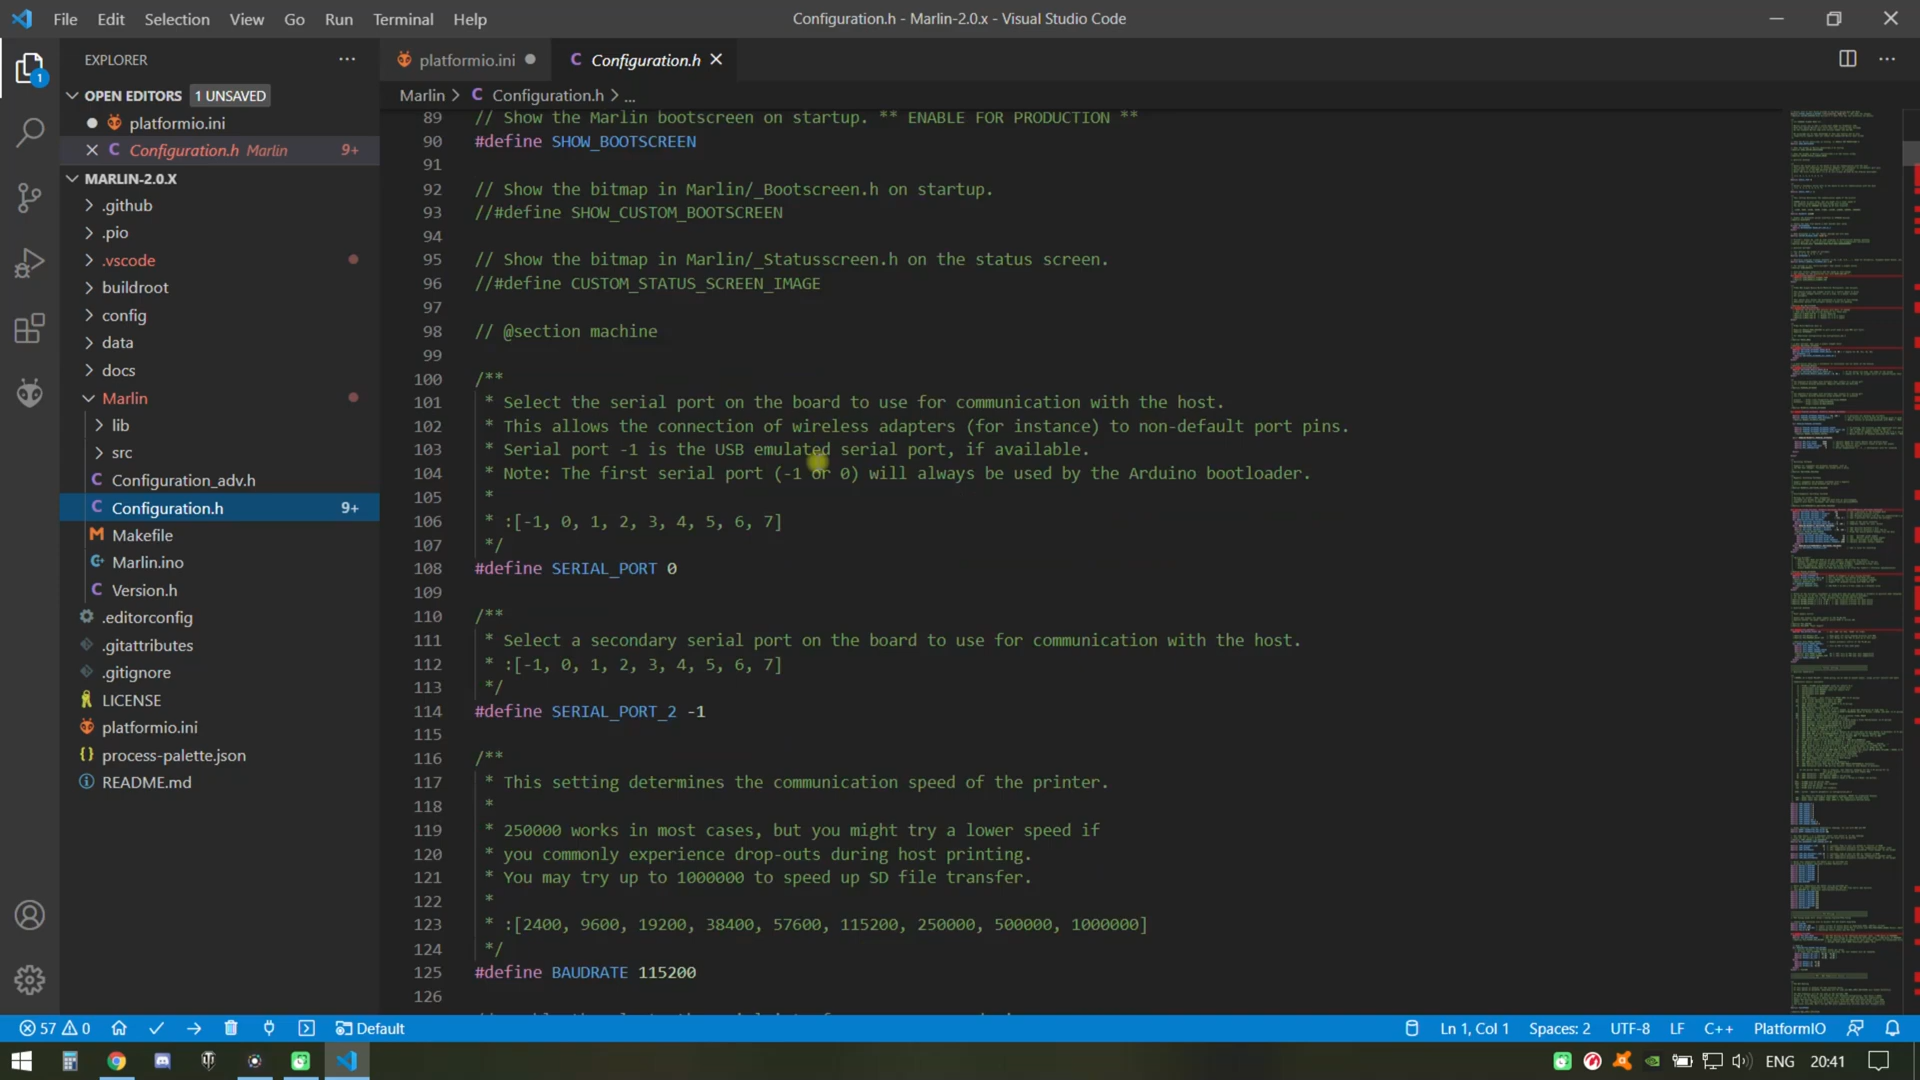 File Edit Selection View Go Run Terminal Help
Configuration.h - Marlin-2.0.x - Visual Studio Code
EXPLORER
OPEN EDITORS 1 UNSAVED
platformio.ini
Configuration.h Marlin 9+
MARLIN-2.0.X
.github
.pio
.vscode
buildroot
config
data
docs
Marlin
lib
src
Configuration_adv.h
Configuration.h 9+
Makefile
Marlin.ino
Version.h
.editorconfig
.gitattributes
.gitignore
LICENSE
platformio.ini
process-palette.json
README.md
1
platformio.ini
Configuration.h
Marlin > C Configuration.h > ...
89 // Show the Marlin bootscreen on startup. ** ENABLE FOR PRODUCTION **
90 #define SHOW_BOOTSCREEN
91
92 // Show the bitmap in Marlin/_Bootscreen.h on startup.
93 //#define SHOW_CUSTOM_BOOTSCREEN
94
95 // Show the bitmap in Marlin/_Statusscreen.h on the status screen.
96 //#define CUSTOM_STATUS_SCREEN_IMAGE
97
98 // @section machine
99
100 /**
101 * Select the serial port on the board to use for communication with the host.
102 * This allows the connection of wireless adapters (for instance) to non-default port pins.
103 * Serial port -1 is the USB emulated serial port, if available.
104 * Note: The first serial port (-1 or 0) will always be used by the Arduino bootloader.
105 *
106 * :[-1, 0, 1, 2, 3, 4, 5, 6, 7]
107 */
108 #define SERIAL_PORT 0
109
110 /**
111 * Select a secondary serial port on the board to use for communication with the host.
112 * :[-1, 0, 1, 2, 3, 4, 5, 6, 7]
113 */
114 #define SERIAL_PORT_2 -1
115
116 /**
117 * This setting determines the communication speed of the printer.
118 *
119 * 250000 works in most cases, but you might try a lower speed if
120 * you commonly experience drop-outs during host printing.
121 * You may try up to 1000000 to speed up SD file transfer.
122 *
123 * :[2400, 9600, 19200, 38400, 57600, 115200, 250000, 500000, 1000000]
124 */
125 #define BAUDRATE 115200
126
57 0 Default
Ln 1, Col 1 Spaces: 2 UTF-8 LF C++ PlatformIO
ENG 20:41